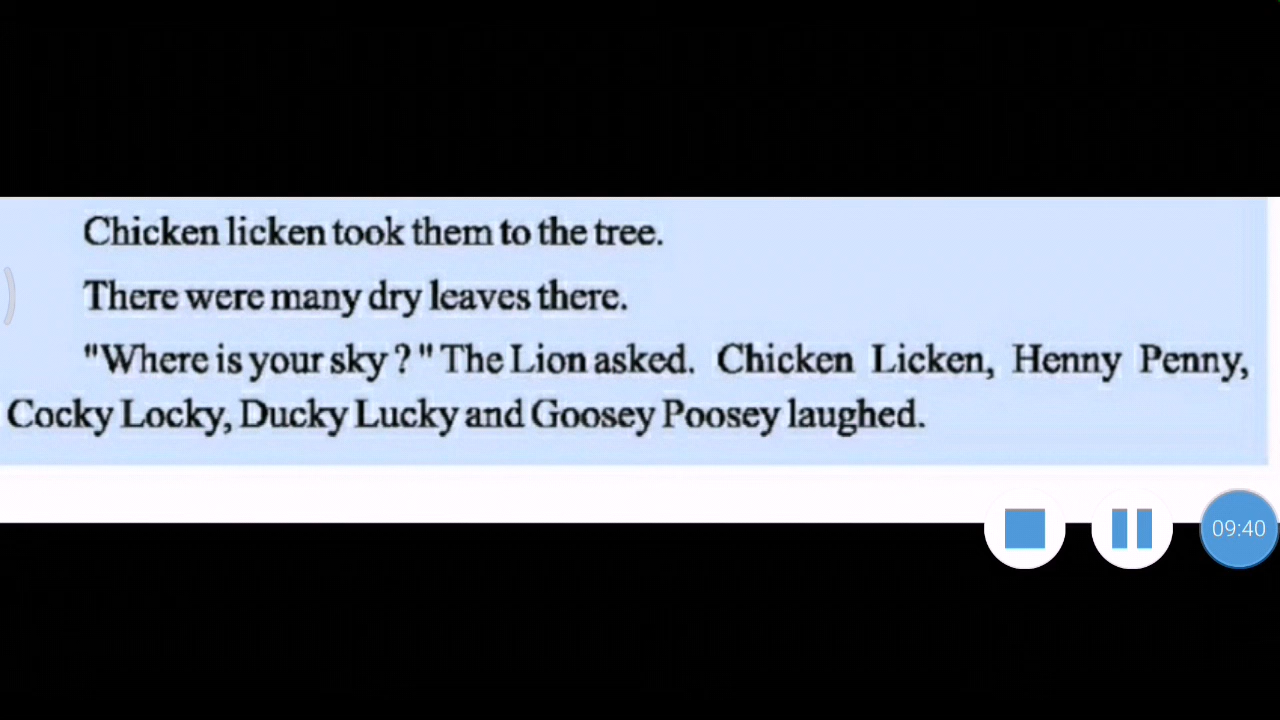 Chicken licken took them to the tree.
There were many dry leaves there.
"Where is your sky ? " The Lion asked. Chicken Licken, Henny Penny,
Cocky Locky, Ducky Lucky and Goosey Poosey laughed.
09:40